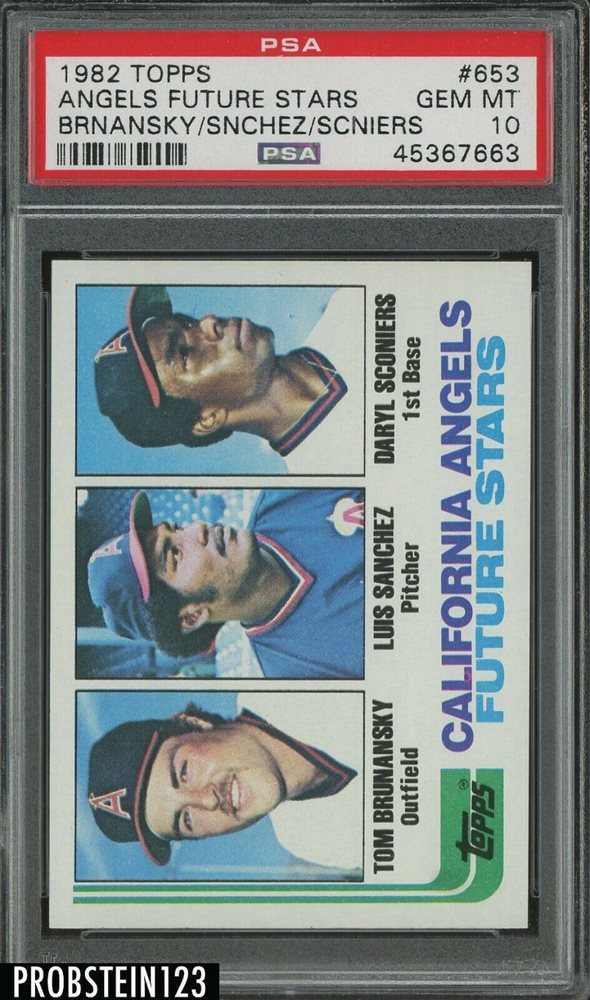 PSA
1982 TOPPS #653
ANGELS FUTURE STARS GEM MT
BRNANSKY/SNCHEZ/SCNIERS 10
PSA 45367663
A
DARYL SCONIERS
1st Base
A
LUIS SANCHEZ
Pitcher
A
TOM BRUNANSKY
Outfield
CALIFORNIA ANGELS
FUTURE STARS
TOPPS®
PROBSTEIN123